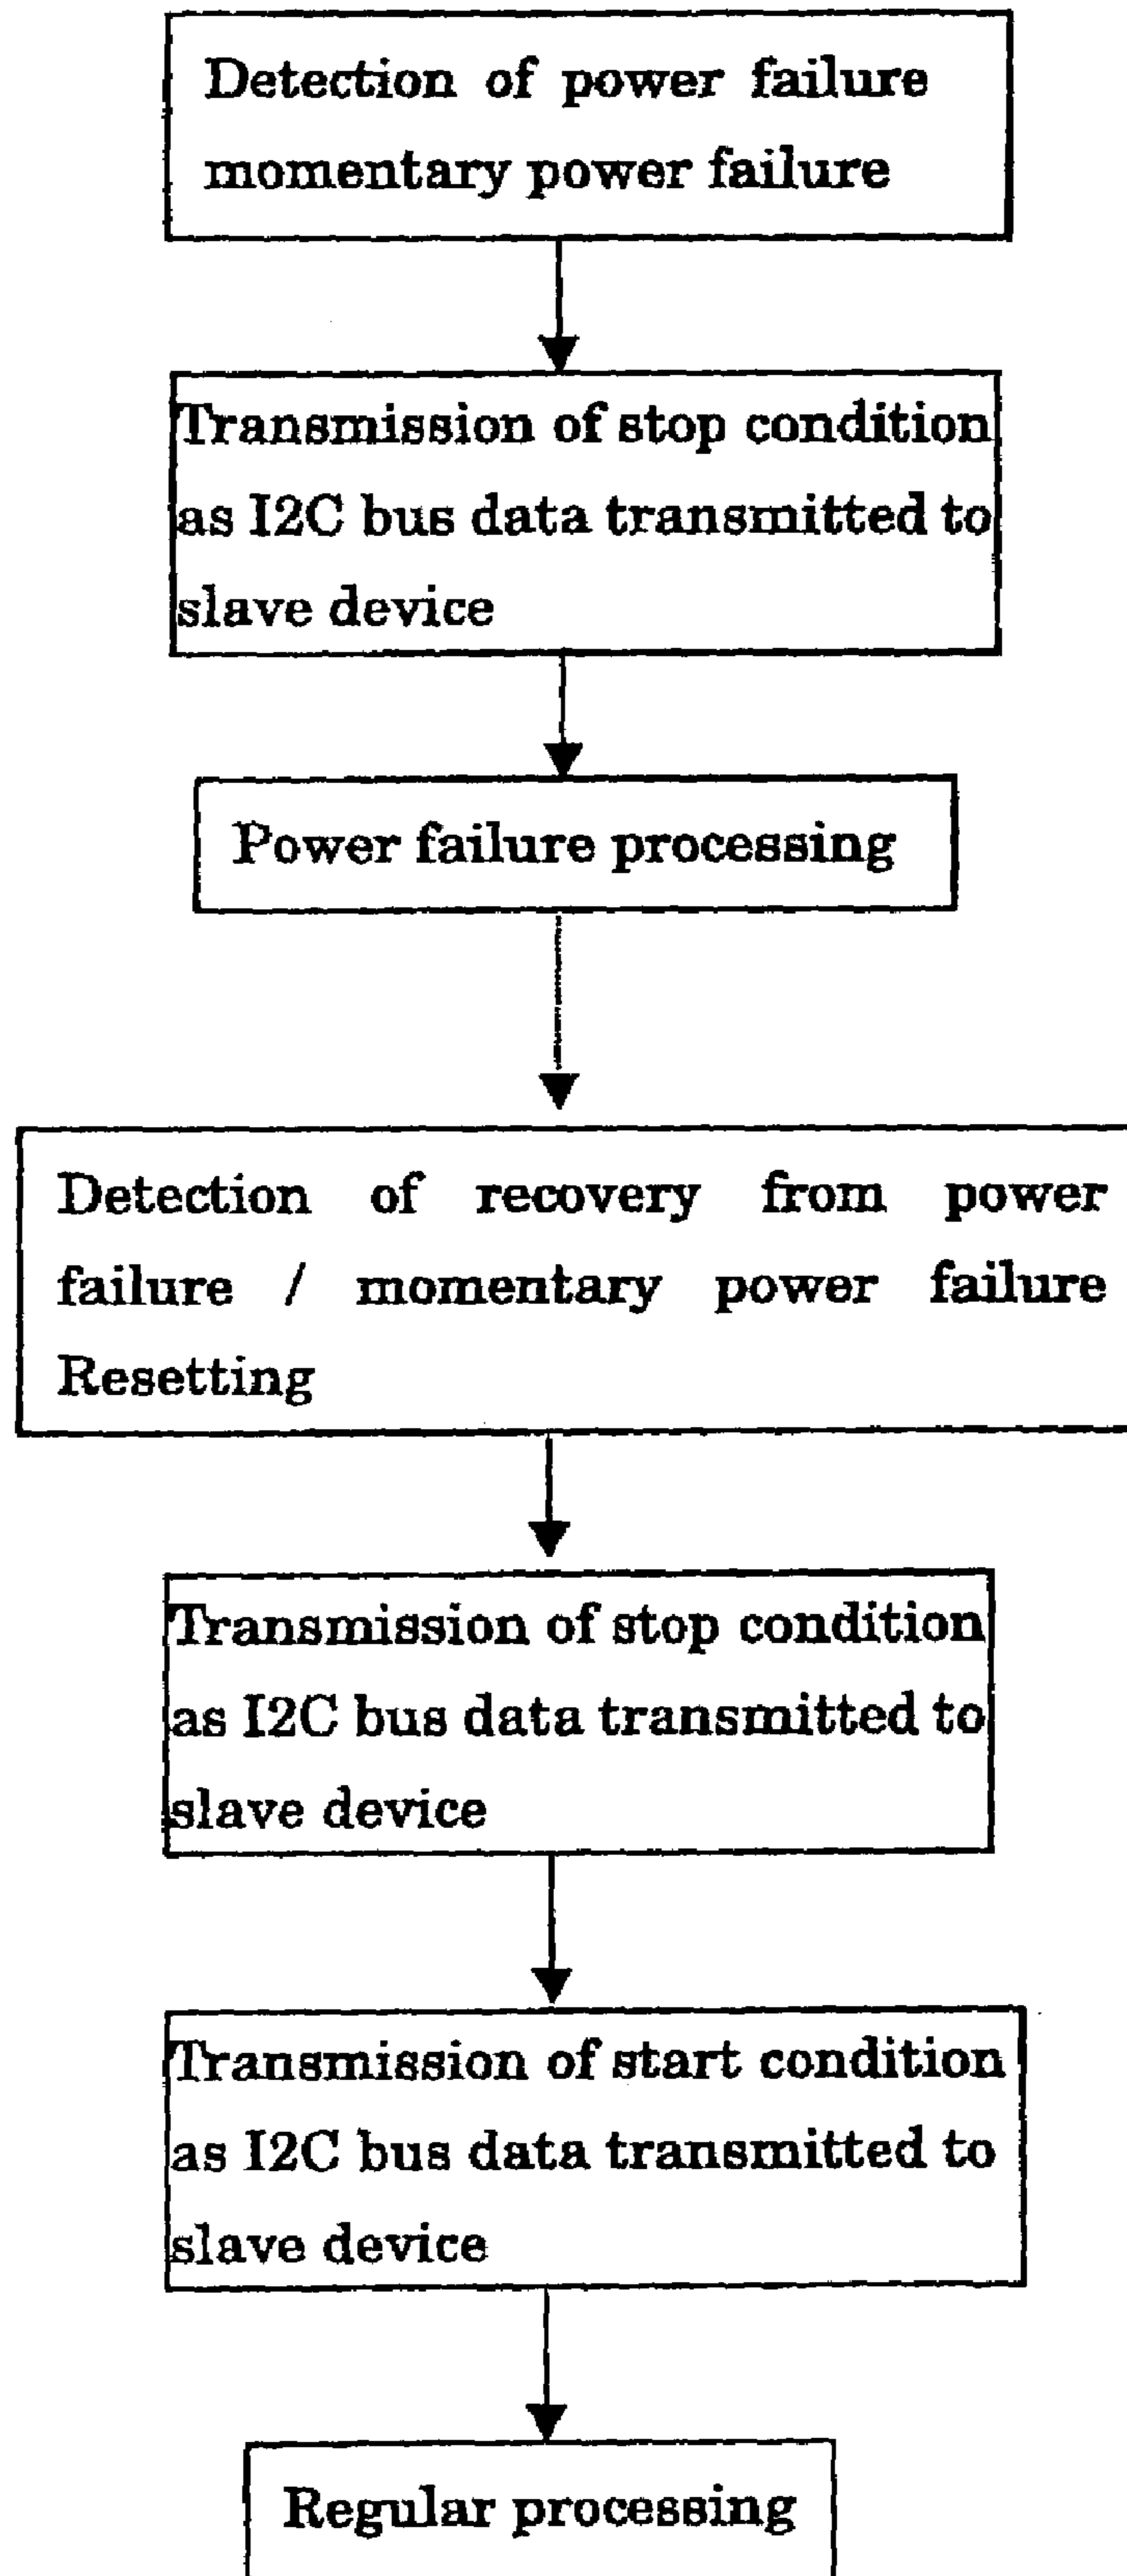 Detection of power failure
momentary power failure
Transmission of stop condition
as I2C bus data transmitted to
slave device
Power failure processing
Detection of recovery from power
failure / momentary power failure
Resetting
Transmission of stop condition
as I2C bus data transmitted to
slave device
Transmission of start condition
as I2C bus data transmitted to
slave device
Regular processing